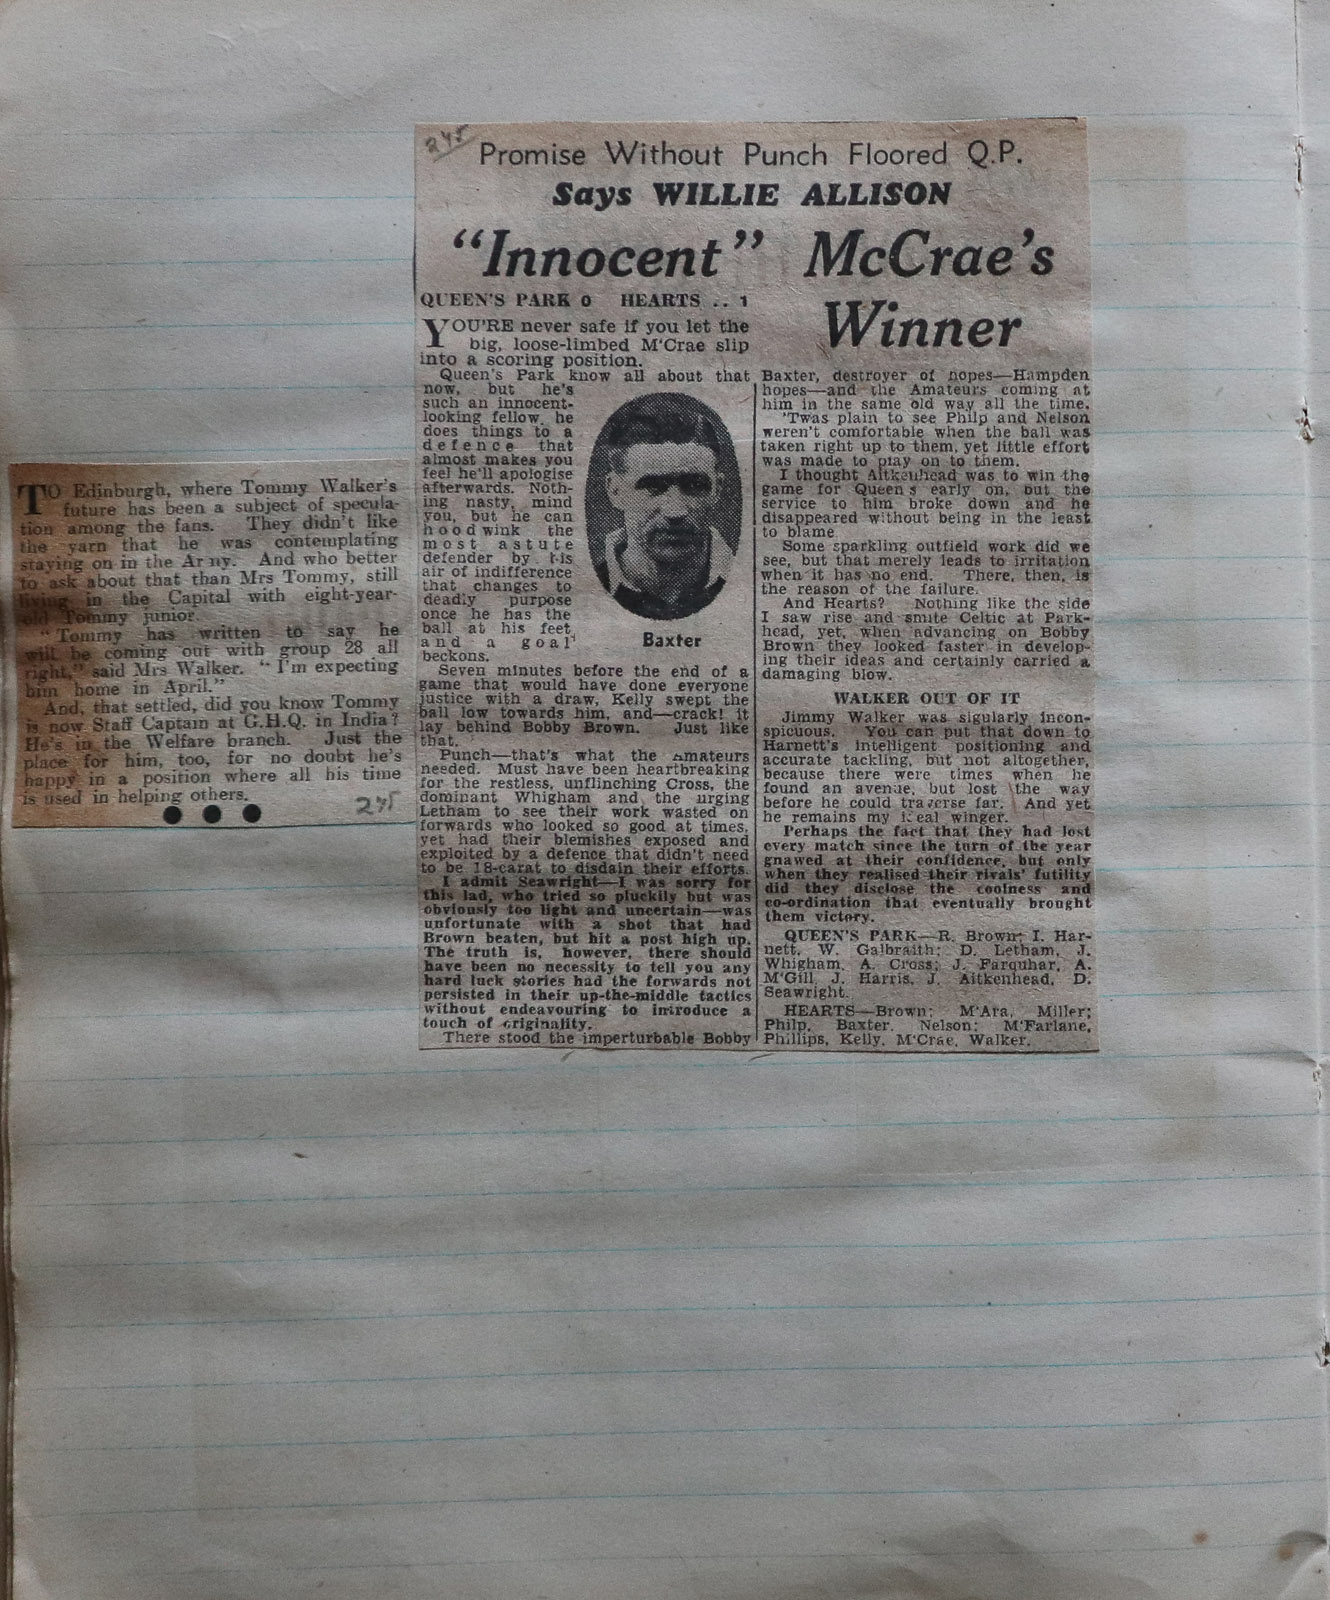 TO Edinburgh, where Tommy Walker's
future has been a subject of specula-
tion among the fans. They didn't like
the yarn that he was contemplating
staying on in the Army. And who better
to ask about that than Mrs Tommy, still
living in the Capital with eight-year-
old Tommy junior.
"Tommy has written to say he
will be coming out with group 28 all
right," said Mrs Walker. "I'm expecting
him home in April."
And, that settled, did you know Tommy
is now Staff Captain at G.H.Q. in India?
He's in the Welfare branch. Just the
place for him, too, for no doubt he's
happy in a position where all his time
is used in helping others.
245
245
Promise Without Punch Floored Q.P.
Says WILLIE ALLISON
"Innocent" McCrae's
Winner
QUEEN'S PARK 0 HEARTS .. 1
YOU'RE never safe if you let the
big, loose-limbed M'Crae slip
into a scoring position.
Queen's Park know all about that
now, but he's
such an innocent-
looking fellow, he
does things to a
defence that
almost makes you
feel he'll apologise
afterwards. Noth-
ing nasty, mind
you, but he can
hoodwink the
most astute
defender by his
air of indifference
that changes to
deadly purpose
once he has the
ball at his feet
and a goal
beckons.
Baxter
Seven minutes before the end of a
game that would have done everyone
justice with a draw, Kelly swept the
ball low towards him, and—crack! it
lay behind Bobby Brown. Just like
that.
Punch—that's what the Amateurs
needed. Must have been heartbreaking
for the restless, unflinching Cross, the
dominant Whigham and the urging
Letham to see their work wasted on
forwards who looked so good at times,
yet had their blemishes exposed and
exploited by a defence that didn't need
to be 18-carat to disdain their efforts.
I admit Seawright—I was sorry for
this lad, who tried so pluckily but was
obviously too light and uncertain—was
unfortunate with a shot that had
Brown beaten, but hit a post high up.
The truth is, however, there should
have been no necessity to tell you any
hard luck stories had the forwards not
persisted in their up-the-middle tactics
without endeavouring to introduce a
touch of originality.
There stood the imperturbable Bobby
Baxter, destroyer of hopes—Hampden
hopes—and the Amateurs coming at
him in the same old way all the time.
'Twas plain to see Philp and Nelson
weren't comfortable when the ball was
taken right up to them, yet little effort
was made to play on to them.
I thought Aitkenhead was to win the
game for Queen's early on, but the
service to him broke down and he
disappeared without being in the least
to blame.
Some sparkling outfield work did we
see, but that merely leads to irritation
when it has no end. There, then, is
the reason of the failure.
And Hearts? Nothing like the side
I saw rise and smite Celtic at Park-
head, yet, when advancing on Bobby
Brown they looked faster in develop-
ing their ideas and certainly carried a
damaging blow.
WALKER OUT OF IT
Jimmy Walker was sigularly incon-
spicuous. You can put that down to
Harnett's intelligent positioning and
accurate tackling, but not altogether,
because there were times when he
found an avenue, but lost the way
before he could traverse far. And yet
he remains my ideal winger.
Perhaps the fact that they had lost
every match since the turn of the year
gnawed at their confidence, but only
when they realised their rivals' futility
did they disclose the coolness and
co-ordination that eventually brought
them victory.
QUEEN'S PARK—R. Brown; I. Har-
nett, W. Galbraith; D. Letham, J.
Whigham, A. Cross; J. Farquhar, A.
M'Gill, J. Harris, J. Aitkenhead, D.
Seawright.
HEARTS—Brown; M'Ara, Miller;
Philp, Baxter, Nelson; M'Farlane,
Phillips, Kelly, M'Crae, Walker.